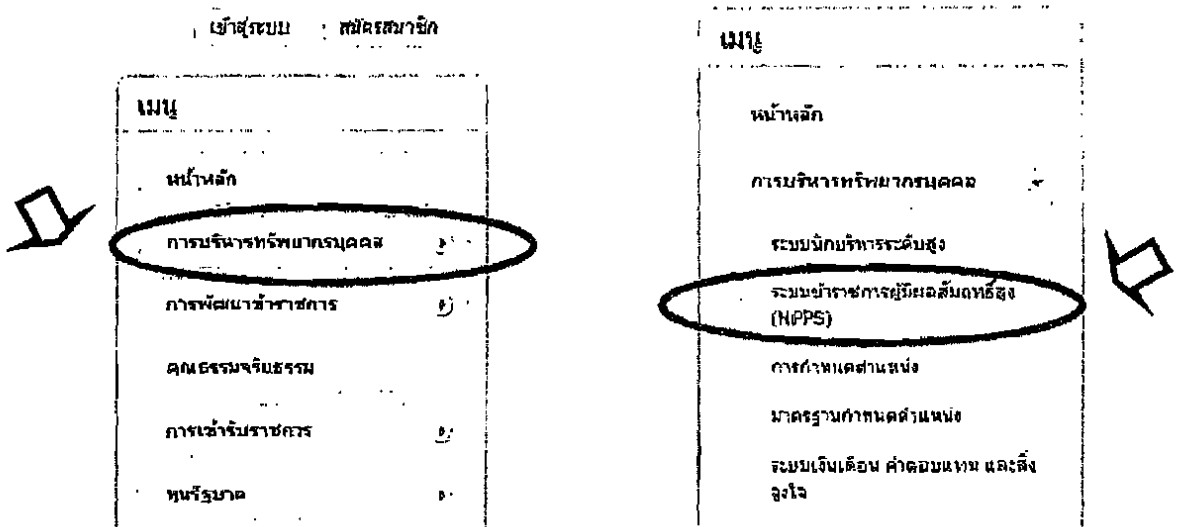 เข้าสู่ระบบ
สมัครสมาชิก
เมนู
หน้าหลัก
การบริหารทรัพยากรบุคคล
การพัฒนาข้าราชการ
คุณธรรมจริยธรรม
การเข้ารับราชการ
ทุนรัฐบาล
เมนู
หน้าหลัก
การบริหารทรัพยากรบุคคล
ระบบนักบริหารระดับสูง
ระบบข้าราชการผู้มีผลสัมฤทธิ์สูง
(HiPPS)
การกำหนดตำแหน่ง
มาตรฐานกำหนดตำแหน่ง
ระบบเงินเดือน ค่าตอบแทน และสิ่ง
จูงใจ